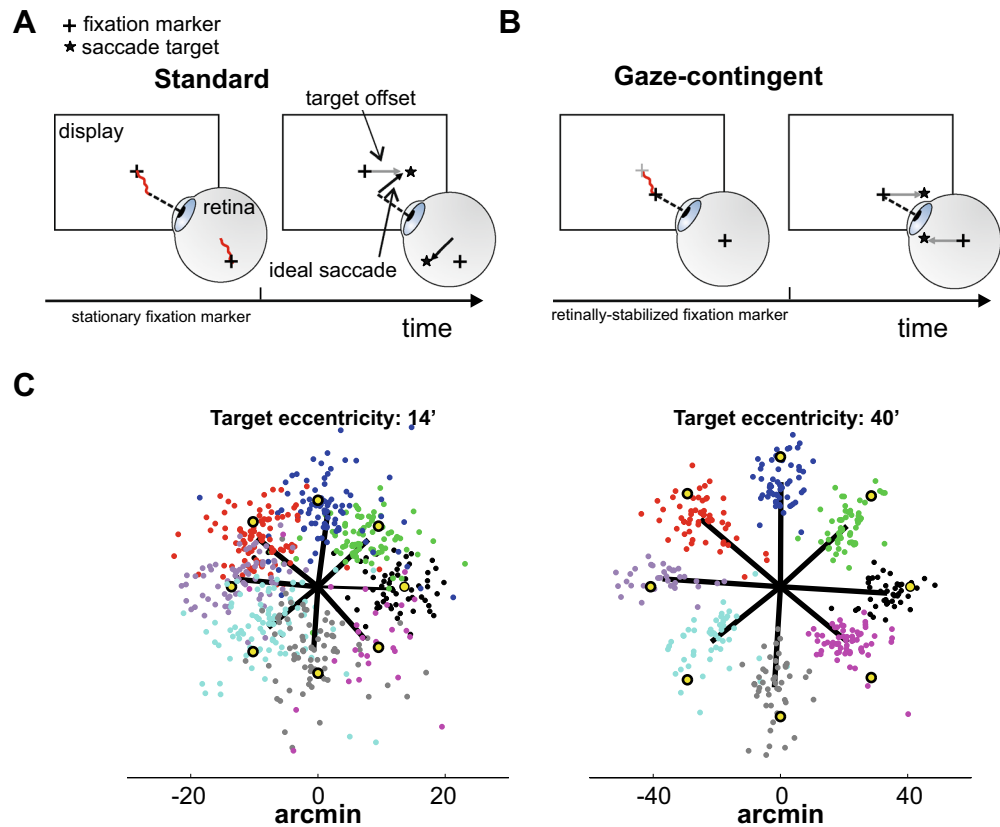 A
+ fixation marker
★ saccade target
Standard
target offset
display
retina
ideal saccade
stationary fixation marker
time
B
Gaze-contingent
retinally-stabilized fixation marker
time
C
Target eccentricity: 14’
-20
0
20
arcmin
Target eccentricity: 40’
-40
0
40
arcmin